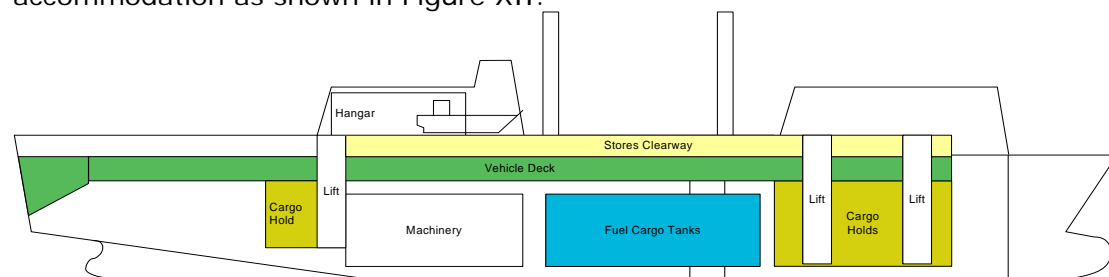 accommodation as shown in Figure XII.
Hangar
Stores Clearway
Vehicle Deck
Lift
Lift
Lift
Cargo
Hold
Machinery
Fuel Cargo Tanks
Cargo
Holds